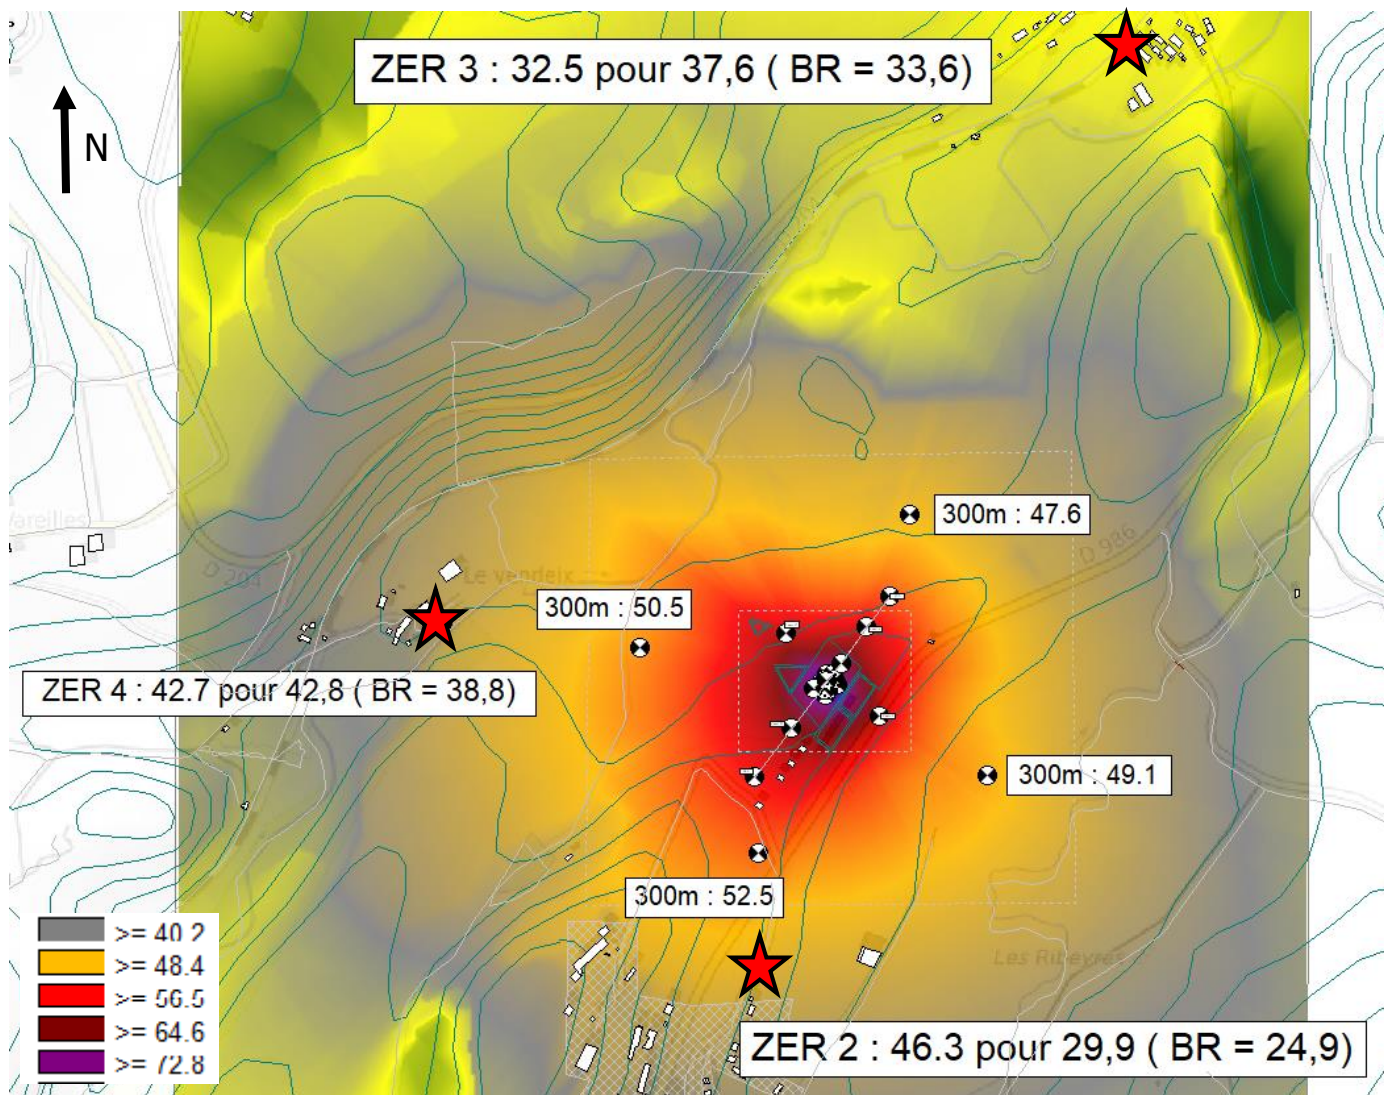 ZER 3 : 32.5 pour 37,6 ( BR = 33,6)
N
300m : 47.6
D 986
Vareilles
D 204
Le vendeix
300m : 50.5
ZER 4 : 42.7 pour 42,8 ( BR = 38,8)
300m : 49.1
300m : 52.5
Les Ribeyres
>= 40.2
>= 48.4
>= 56.5
>= 64.6
>= 72.8
ZER 2 : 46.3 pour 29,9 ( BR = 24,9)